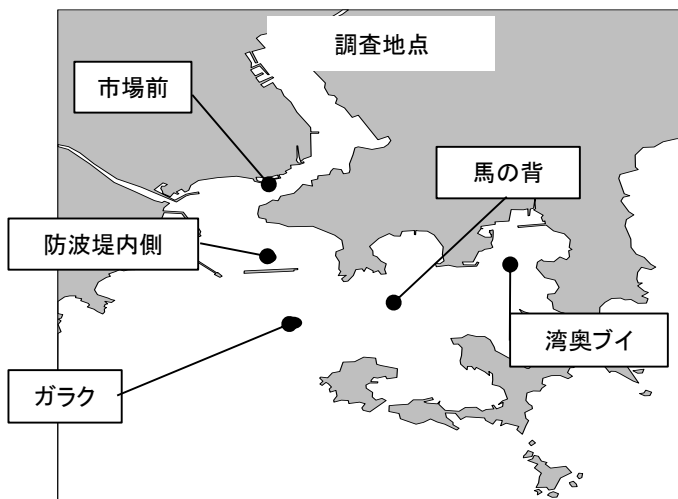 調査地点
市場前
馬の背
防波堤内側
湾奥ブイ
ガラク